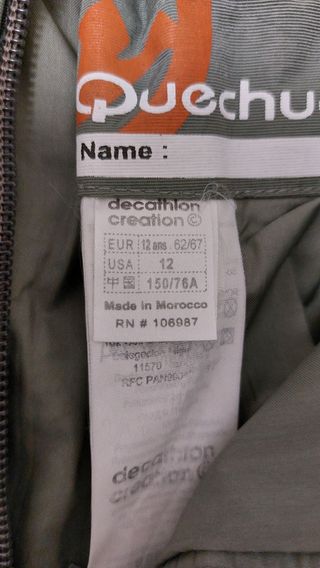 Quechu
Name :
decathlon
creation©
EUR 12 ans 62/67
USA 12
中国 150/76A
Made in Morocco
RN # 106987
11570
decathlon
creation©